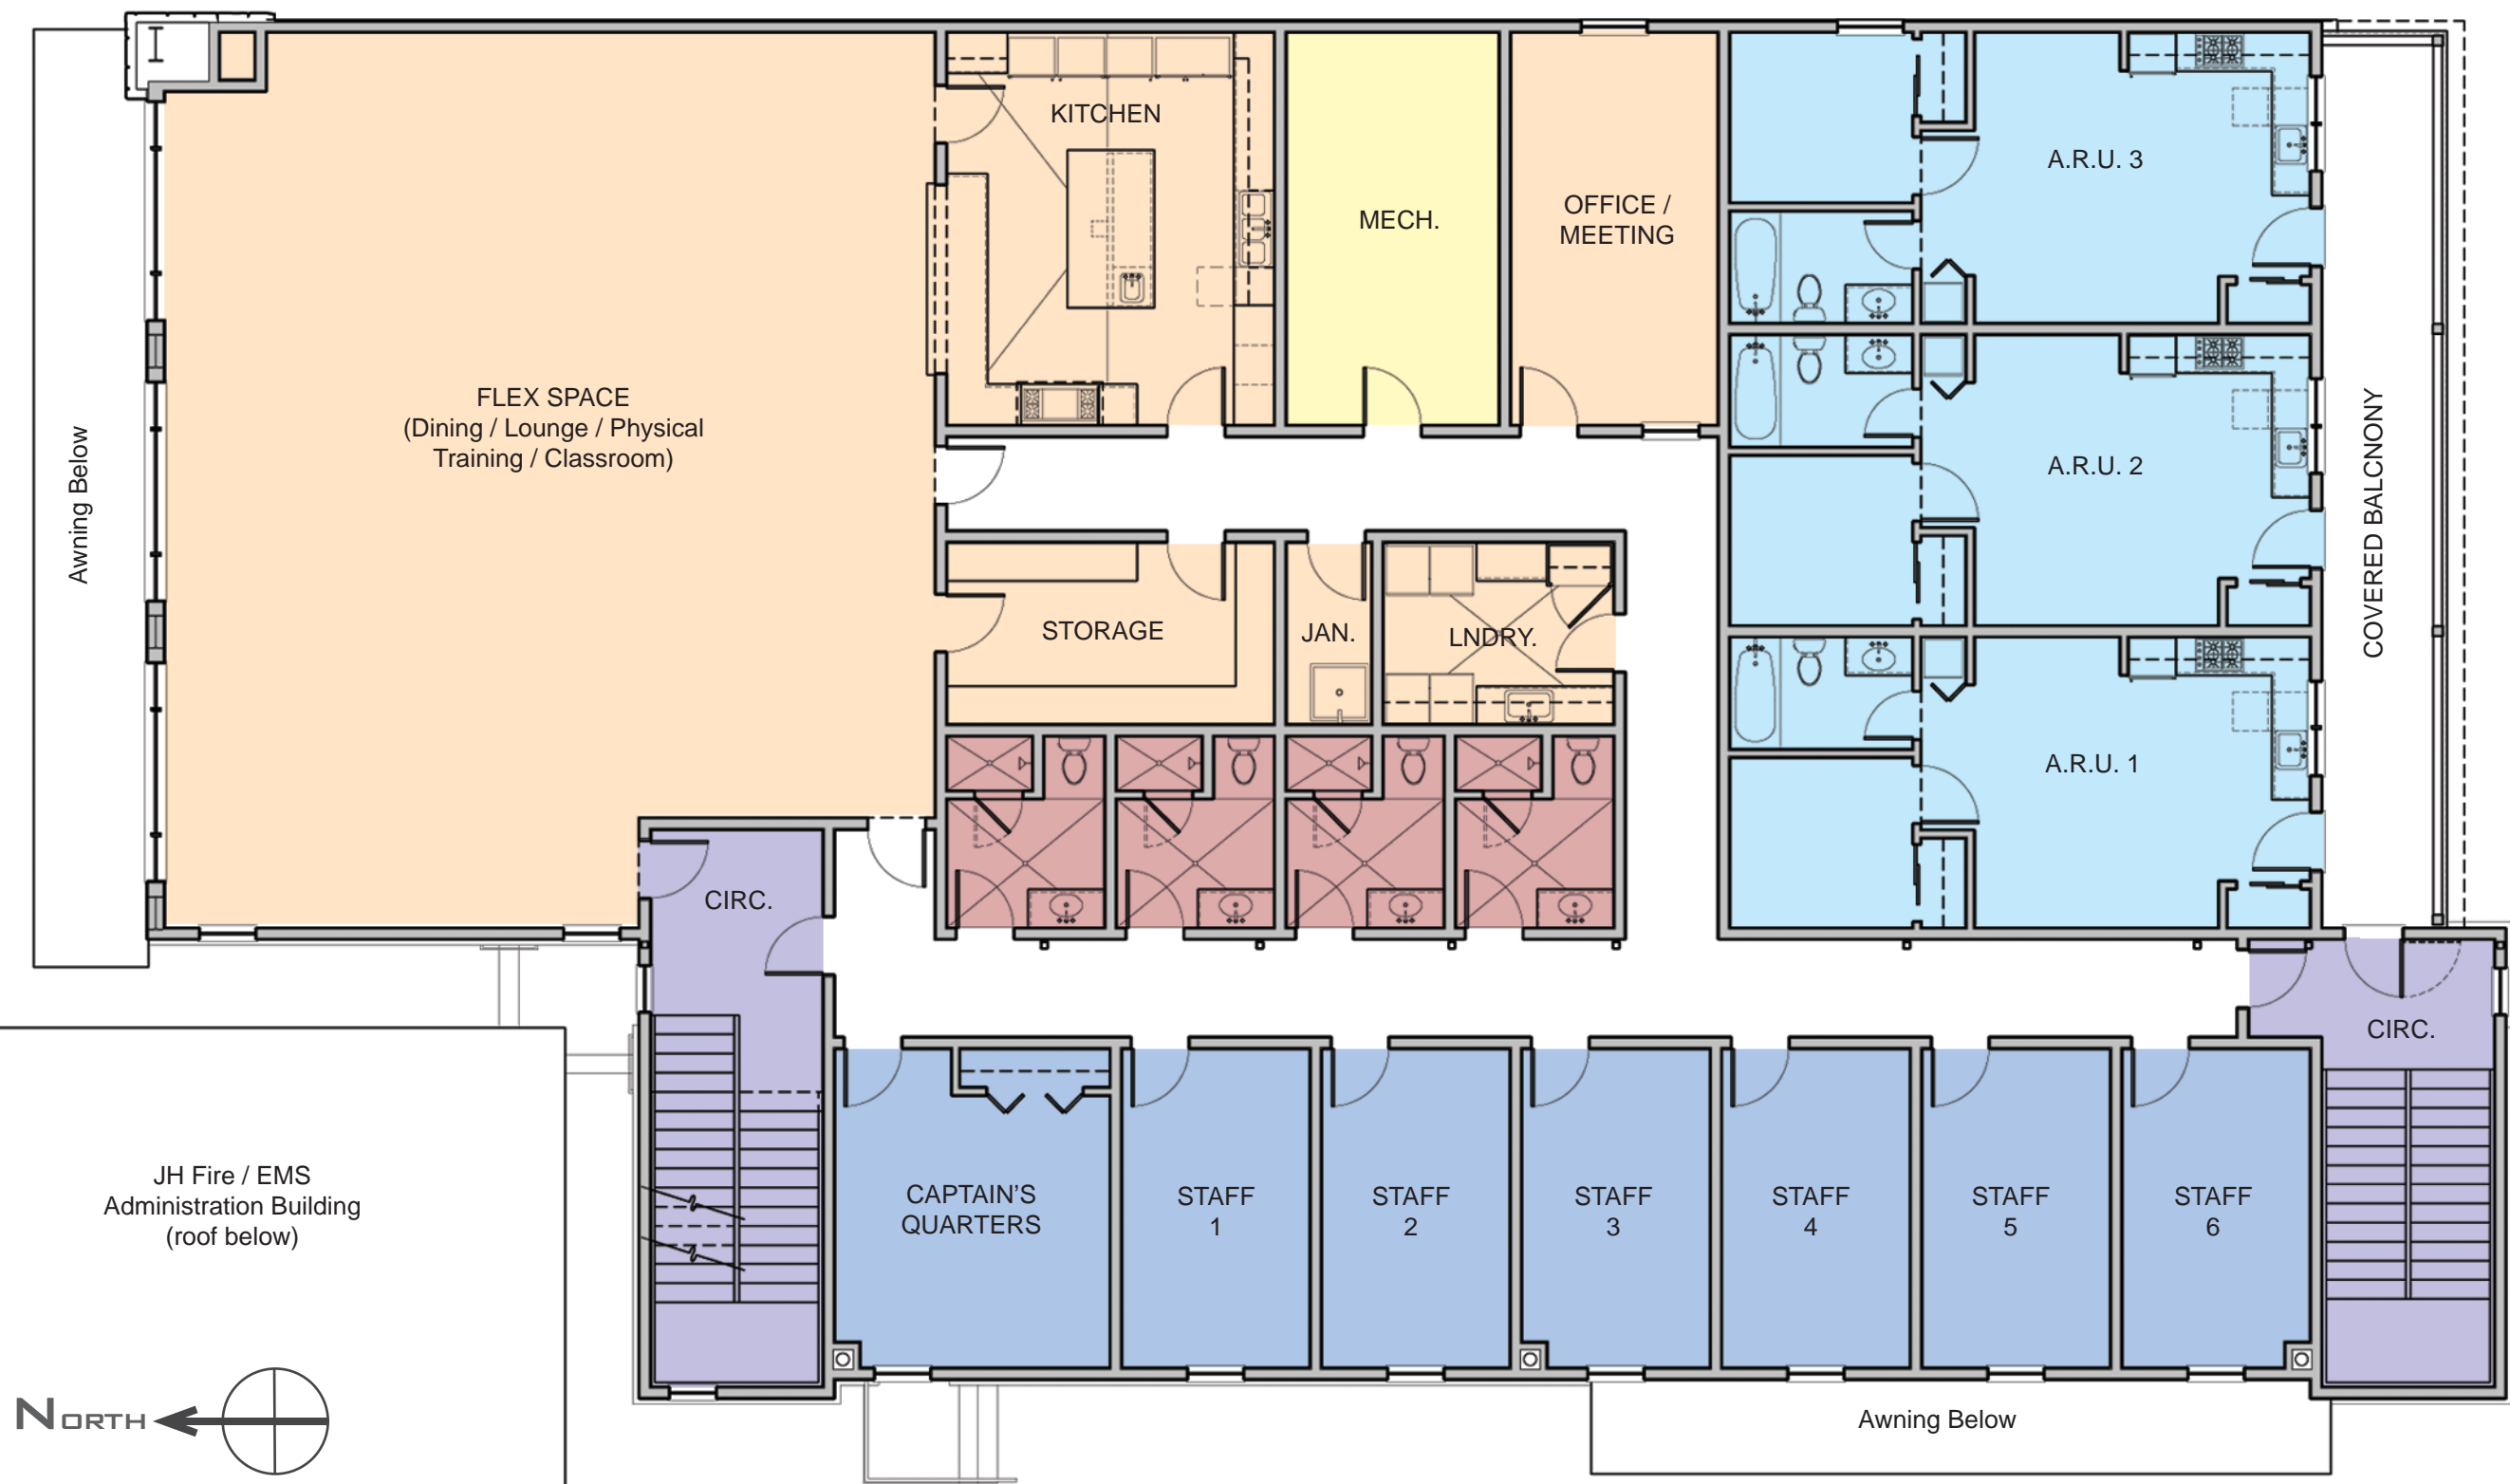 KITCHEN
MECH.
OFFICE /
MEETING
A.R.U. 3
FLEX SPACE
(Dining / Lounge / Physical
Training / Classroom)
Awning Below
A.R.U. 2
COVERED BALCNONY
STORAGE
JAN.
LNDRY.
A.R.U. 1
CIRC.
CIRC.
JH Fire / EMS
Administration Building
(roof below)
CAPTAIN'S
QUARTERS
STAFF
1
STAFF
2
STAFF
3
STAFF
4
STAFF
5
STAFF
6
NORTH
Awning Below